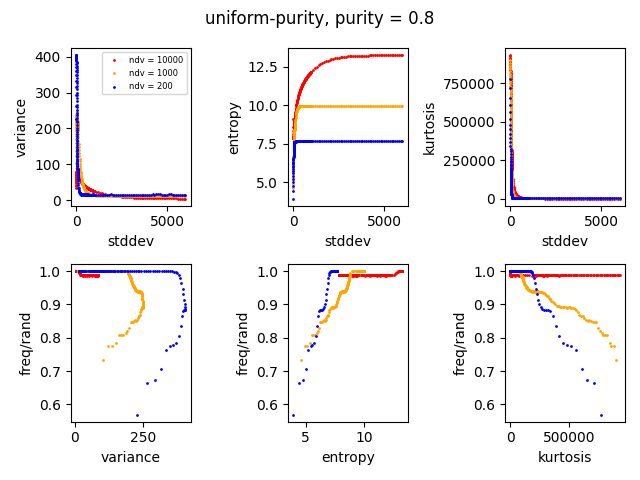 uniform-purity, purity = 0.8
variance
400
300
200
100
0
0
5000
stddev
ndv = 10000
ndv = 1000
ndv = 200
entropy
12.5
10.0
7.5
5.0
0
5000
stddev
kurtosis
750000
500000
250000
0
0
5000
stddev
freq/rand
1.0
0.9
0.8
0.7
0.6
0
250
variance
freq/rand
1.0
0.9
0.8
0.7
0.6
5
10
entropy
freq/rand
1.0
0.9
0.8
0.7
0.6
0
500000
kurtosis